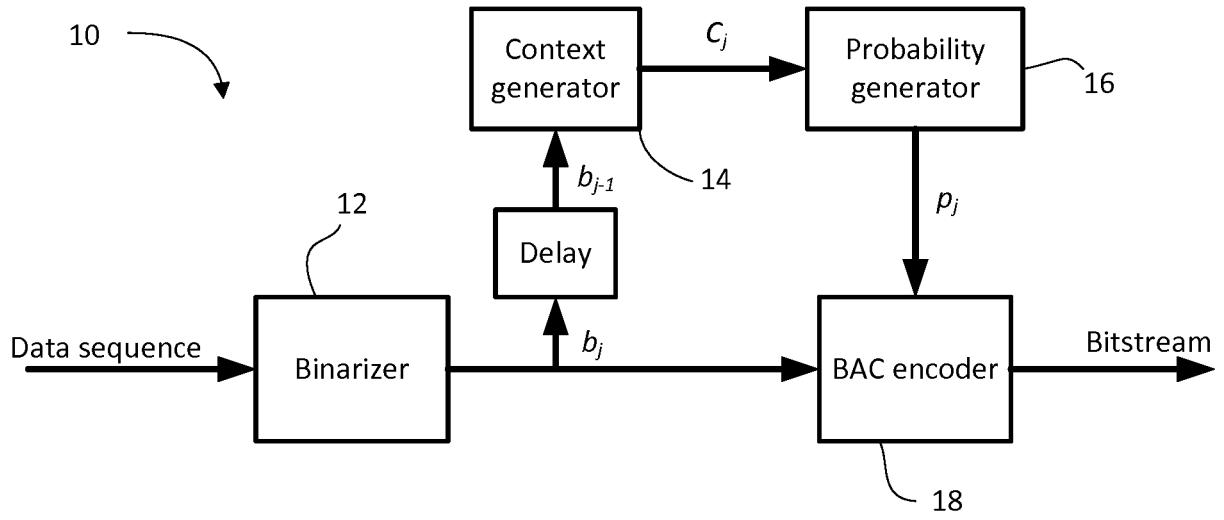 10
Context
generator
C_j
Probability
generator
16
14
b_{j-1}
p_j
12
Delay
Data sequence
Binarizer
b_j
BAC encoder
Bitstream
18